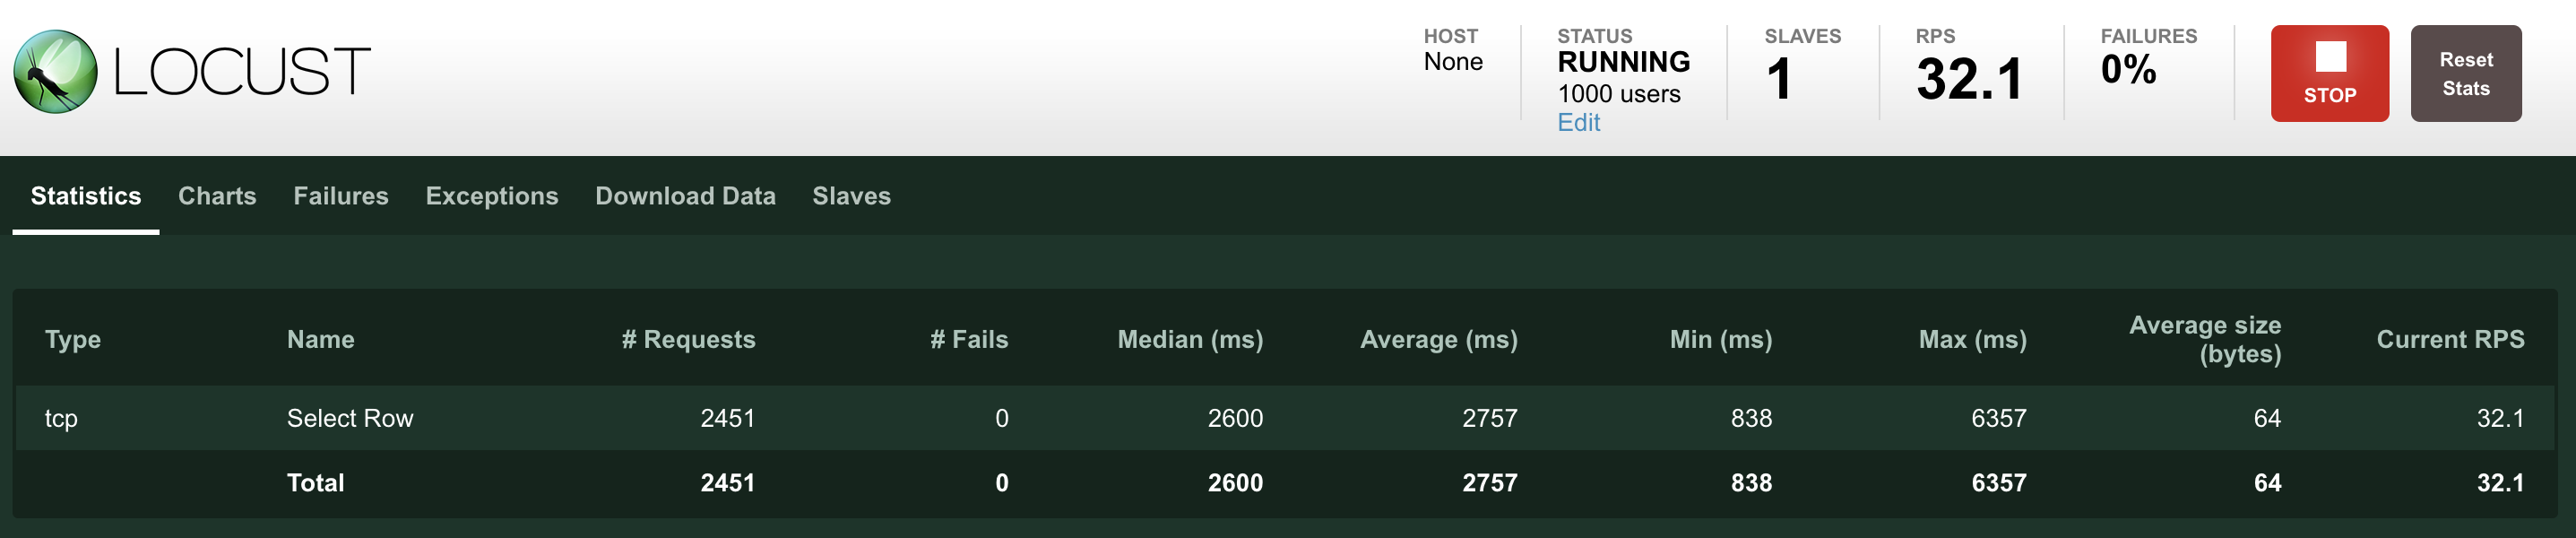 LOCUST
HOST
None
STATUS
RUNNING
1000 users
Edit
SLAVES
1
RPS
32.1
FAILURES
0%
STOP
Reset
Stats
Statistics Charts Failures Exceptions Download Data Slaves
Type Name # Requests # Fails Median (ms) Average (ms) Min (ms) Max (ms) Average size (bytes) Current RPS
tcp Select Row 2451 0 2600 2757 838 6357 64 32.1
Total 2451 0 2600 2757 838 6357 64 32.1